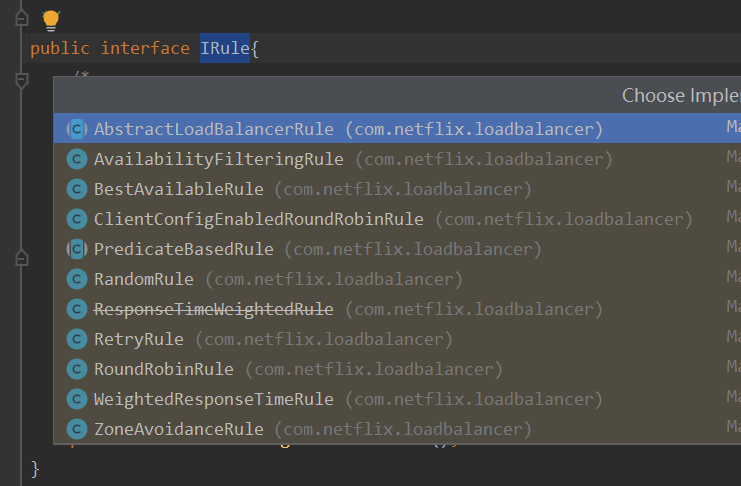 public interface IRule{
/*
Choose Imple
AbstractLoadBalancerRule (com.netflix.loadbalancer) Ma
AvailabilityFilteringRule (com.netflix.loadbalancer) Ma
BestAvailableRule (com.netflix.loadbalancer) Ma
ClientConfigEnabledRoundRobinRule (com.netflix.loadbalancer) Ma
PredicateBasedRule (com.netflix.loadbalancer) Ma
RandomRule (com.netflix.loadbalancer) Ma
ResponseTimeWeightedRule (com.netflix.loadbalancer) Ma
RetryRule (com.netflix.loadbalancer) Ma
RoundRobinRule (com.netflix.loadbalancer) Ma
WeightedResponseTimeRule (com.netflix.loadbalancer) Ma
ZoneAvoidanceRule (com.netflix.loadbalancer) Ma
}